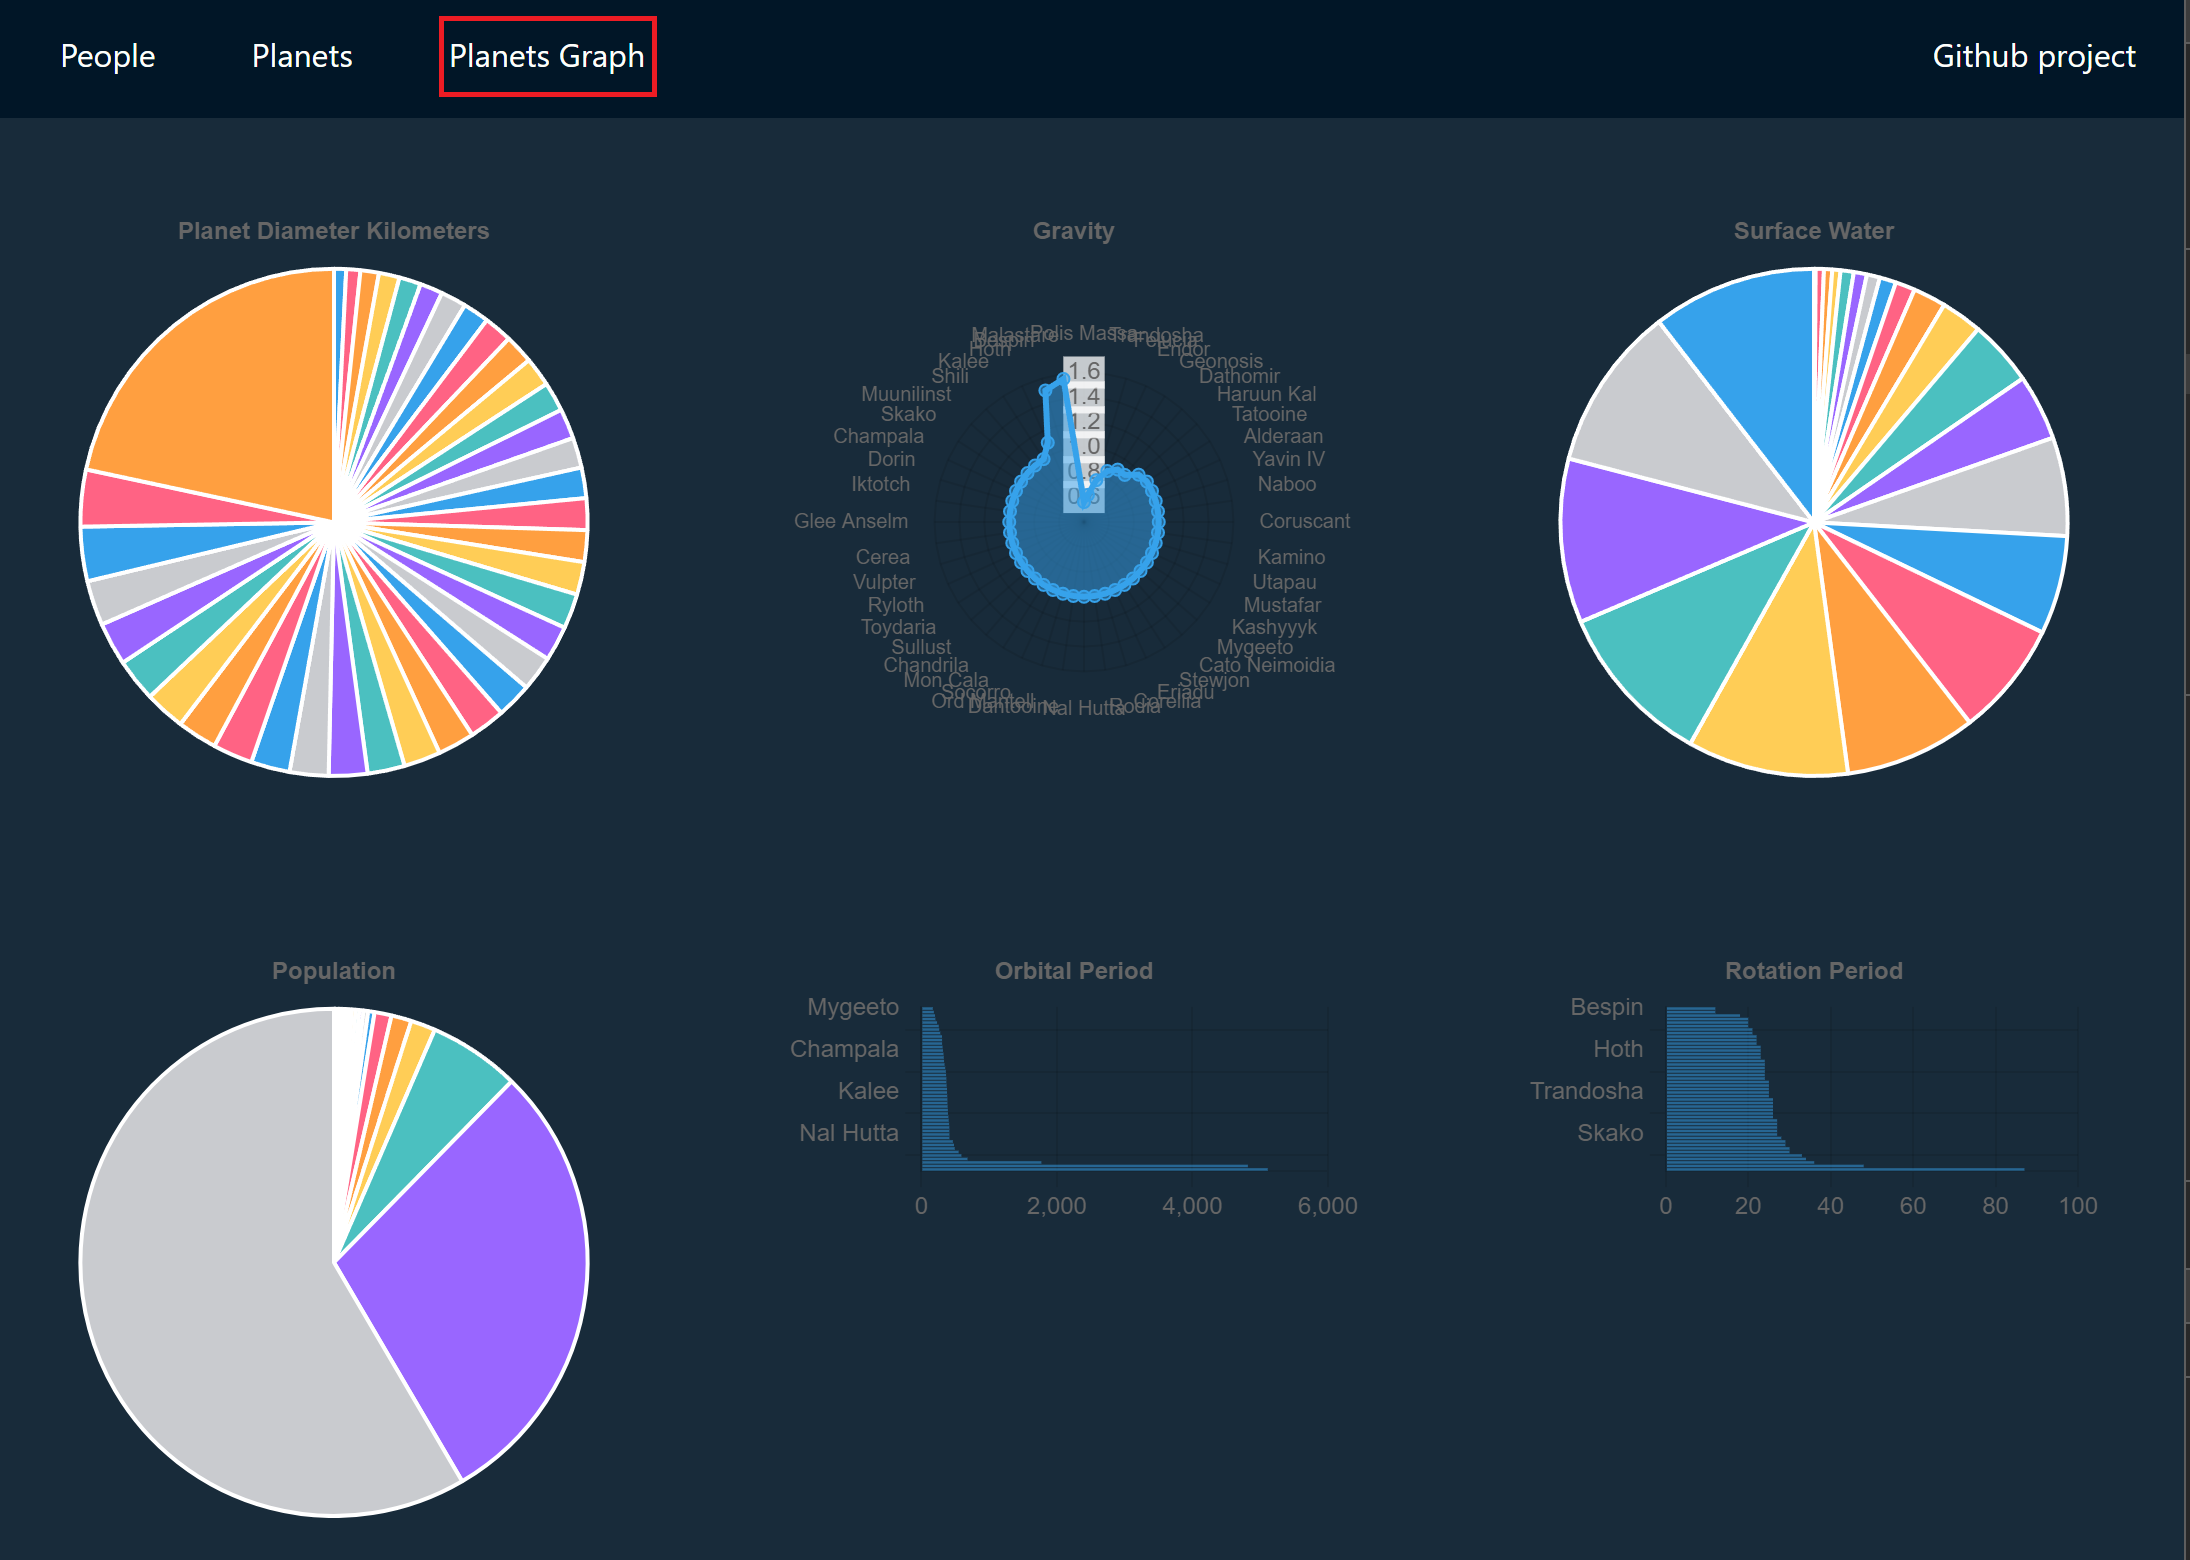 People
Planets
Planets Graph
Github project
Planet Diameter Kilometers
Gravity
Surface Water
Polis Massa
Trandosha
Felucia
Endor
Geonosis
Dathomir
Haruun Kal
Tatooine
Alderaan
Yavin IV
Naboo
Coruscant
Kamino
Utapau
Mustafar
Kashyyyk
Mygeeto
Cato Neimoidia
Stewjon
Eriadu
Corellia
Rodia
Nal Hutta
Dantooine
Ord Mantell
Socorro
Mon Cala
Chandrila
Sullust
Toydaria
Ryloth
Vulpter
Cerea
Glee Anselm
Iktotch
Dorin
Champala
Skako
Muunilinst
Shili
Kalee
Hoth
Bespin
Malastare
1.6
1.4
1.2
1.0
0.8
0.6
Population
Orbital Period
Mygeeto
Champala
Kalee
Nal Hutta
0 2,000 4,000 6,000
Rotation Period
Bespin
Hoth
Trandosha
Skako
0 20 40 60 80 100